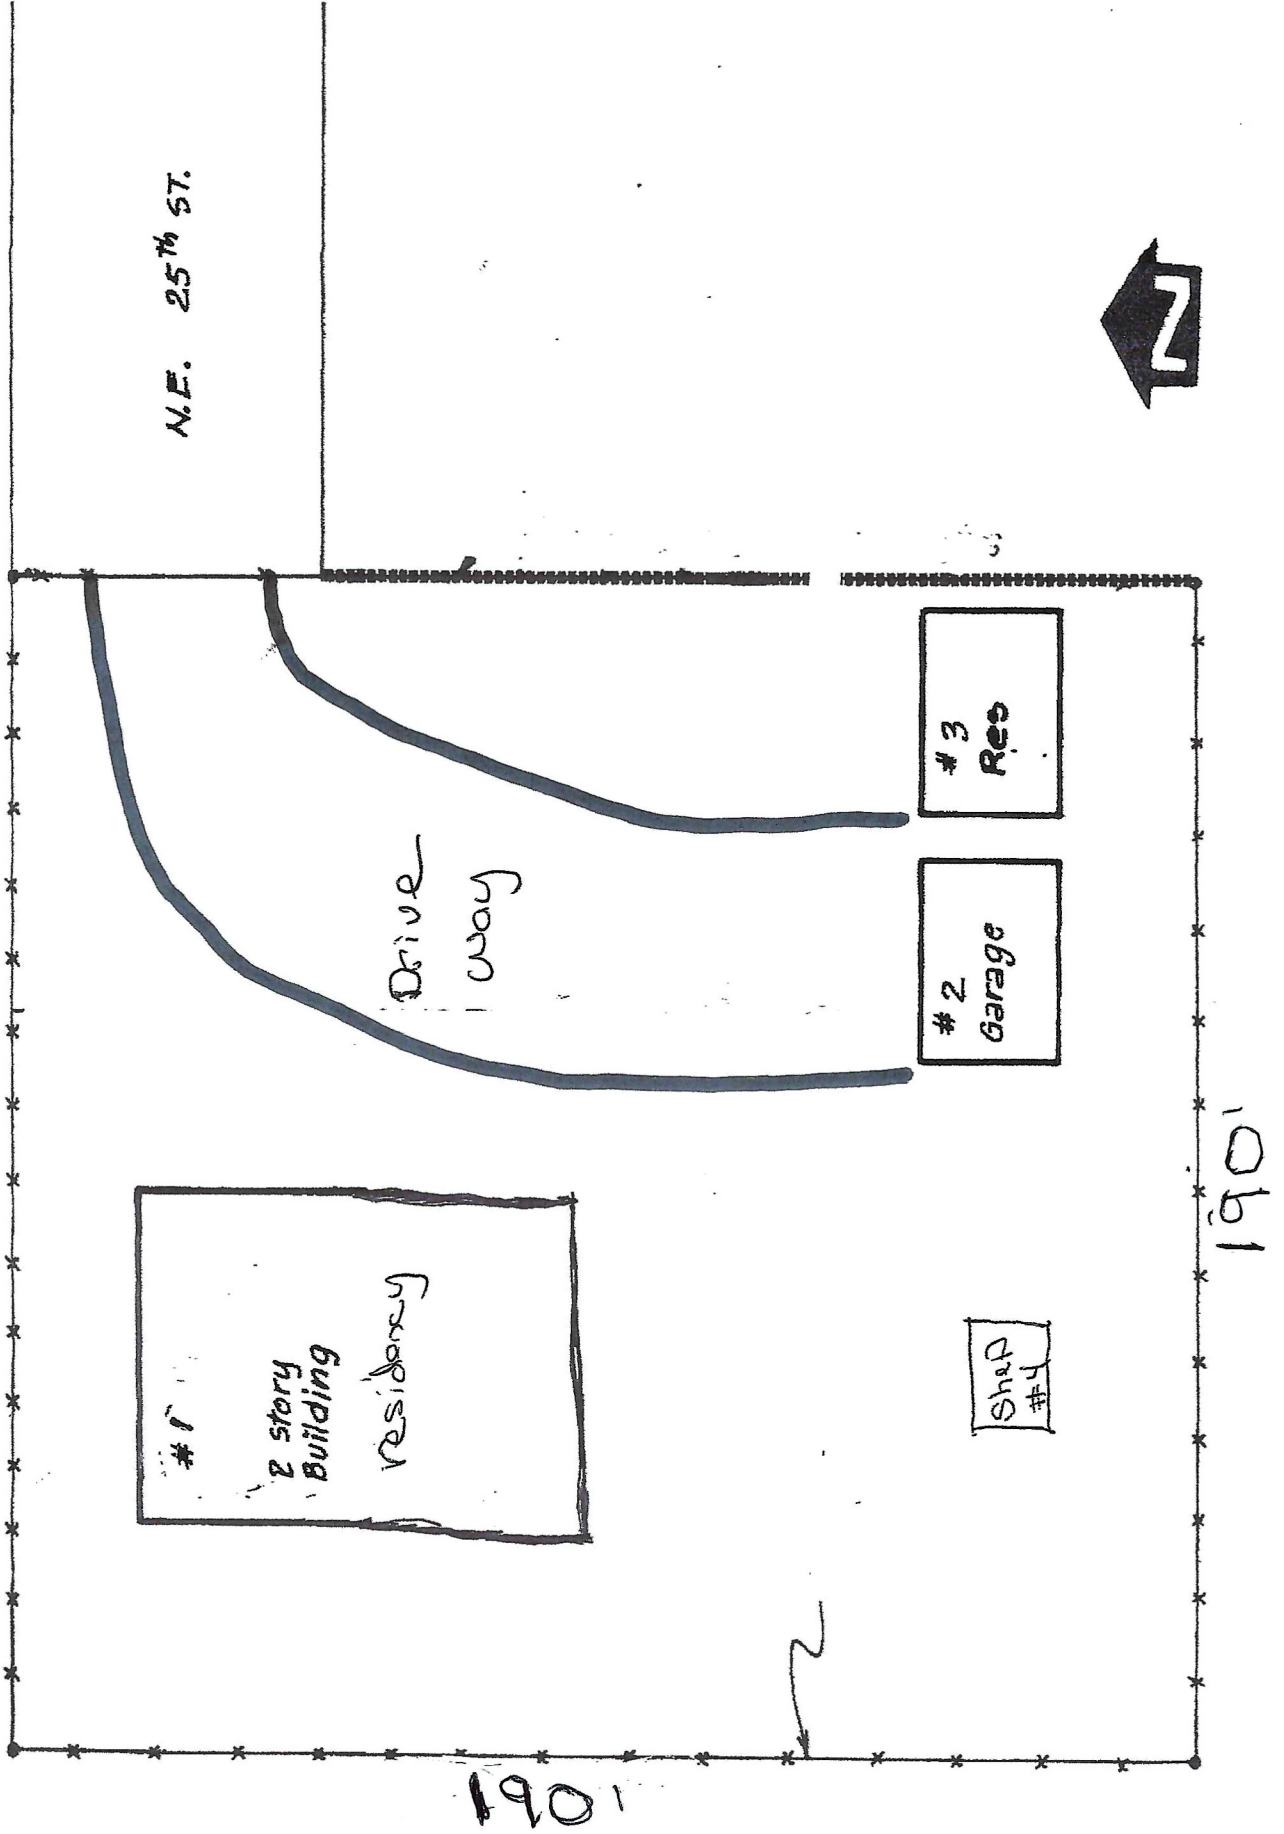 N.E. 25th ST.
N
Drive
way
#3
Res
#2
Garage
#1
2 story
Building
residency
Shed
#4
190'
190'